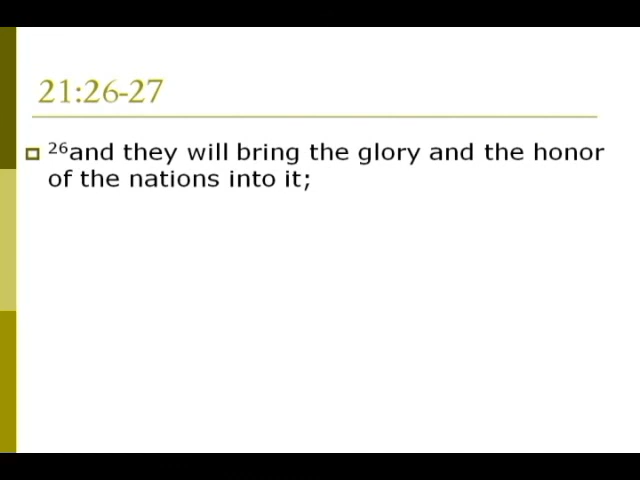 21:26-27
26and they will bring the glory and the honor
of the nations into it;